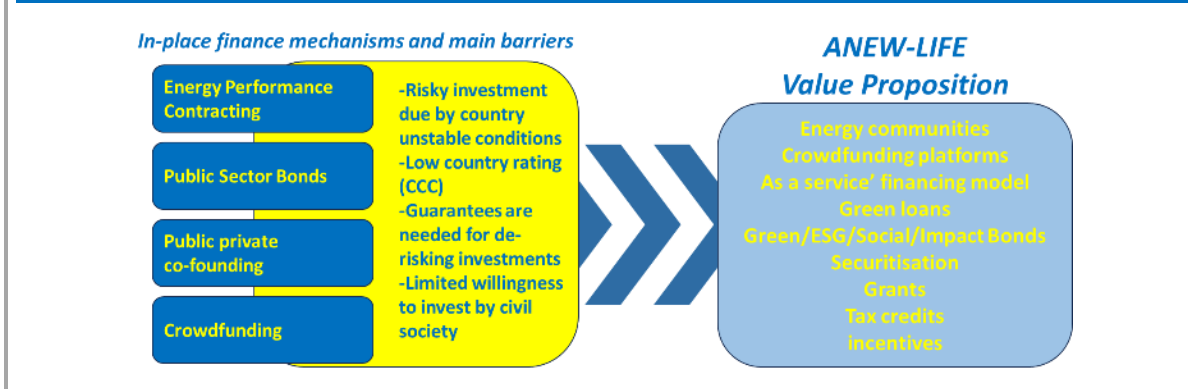 In-place finance mechanisms and main barriers
Energy Performance
Contracting
Public Sector Bonds
Public private
co-founding
Crowdfunding
-Risky investment
due by country
unstable conditions
-Low country rating
(CCC)
-Guarantees are
needed for de-
risking investments
-Limited willingness
to invest by civil
society
ANEW-LIFE
Value Proposition
Energy communities
Crowdfunding platforms
As a service’ financing model
Green loans
Green/ESG/Social/Impact Bonds
Securitisation
Grants
Tax credits
incentives